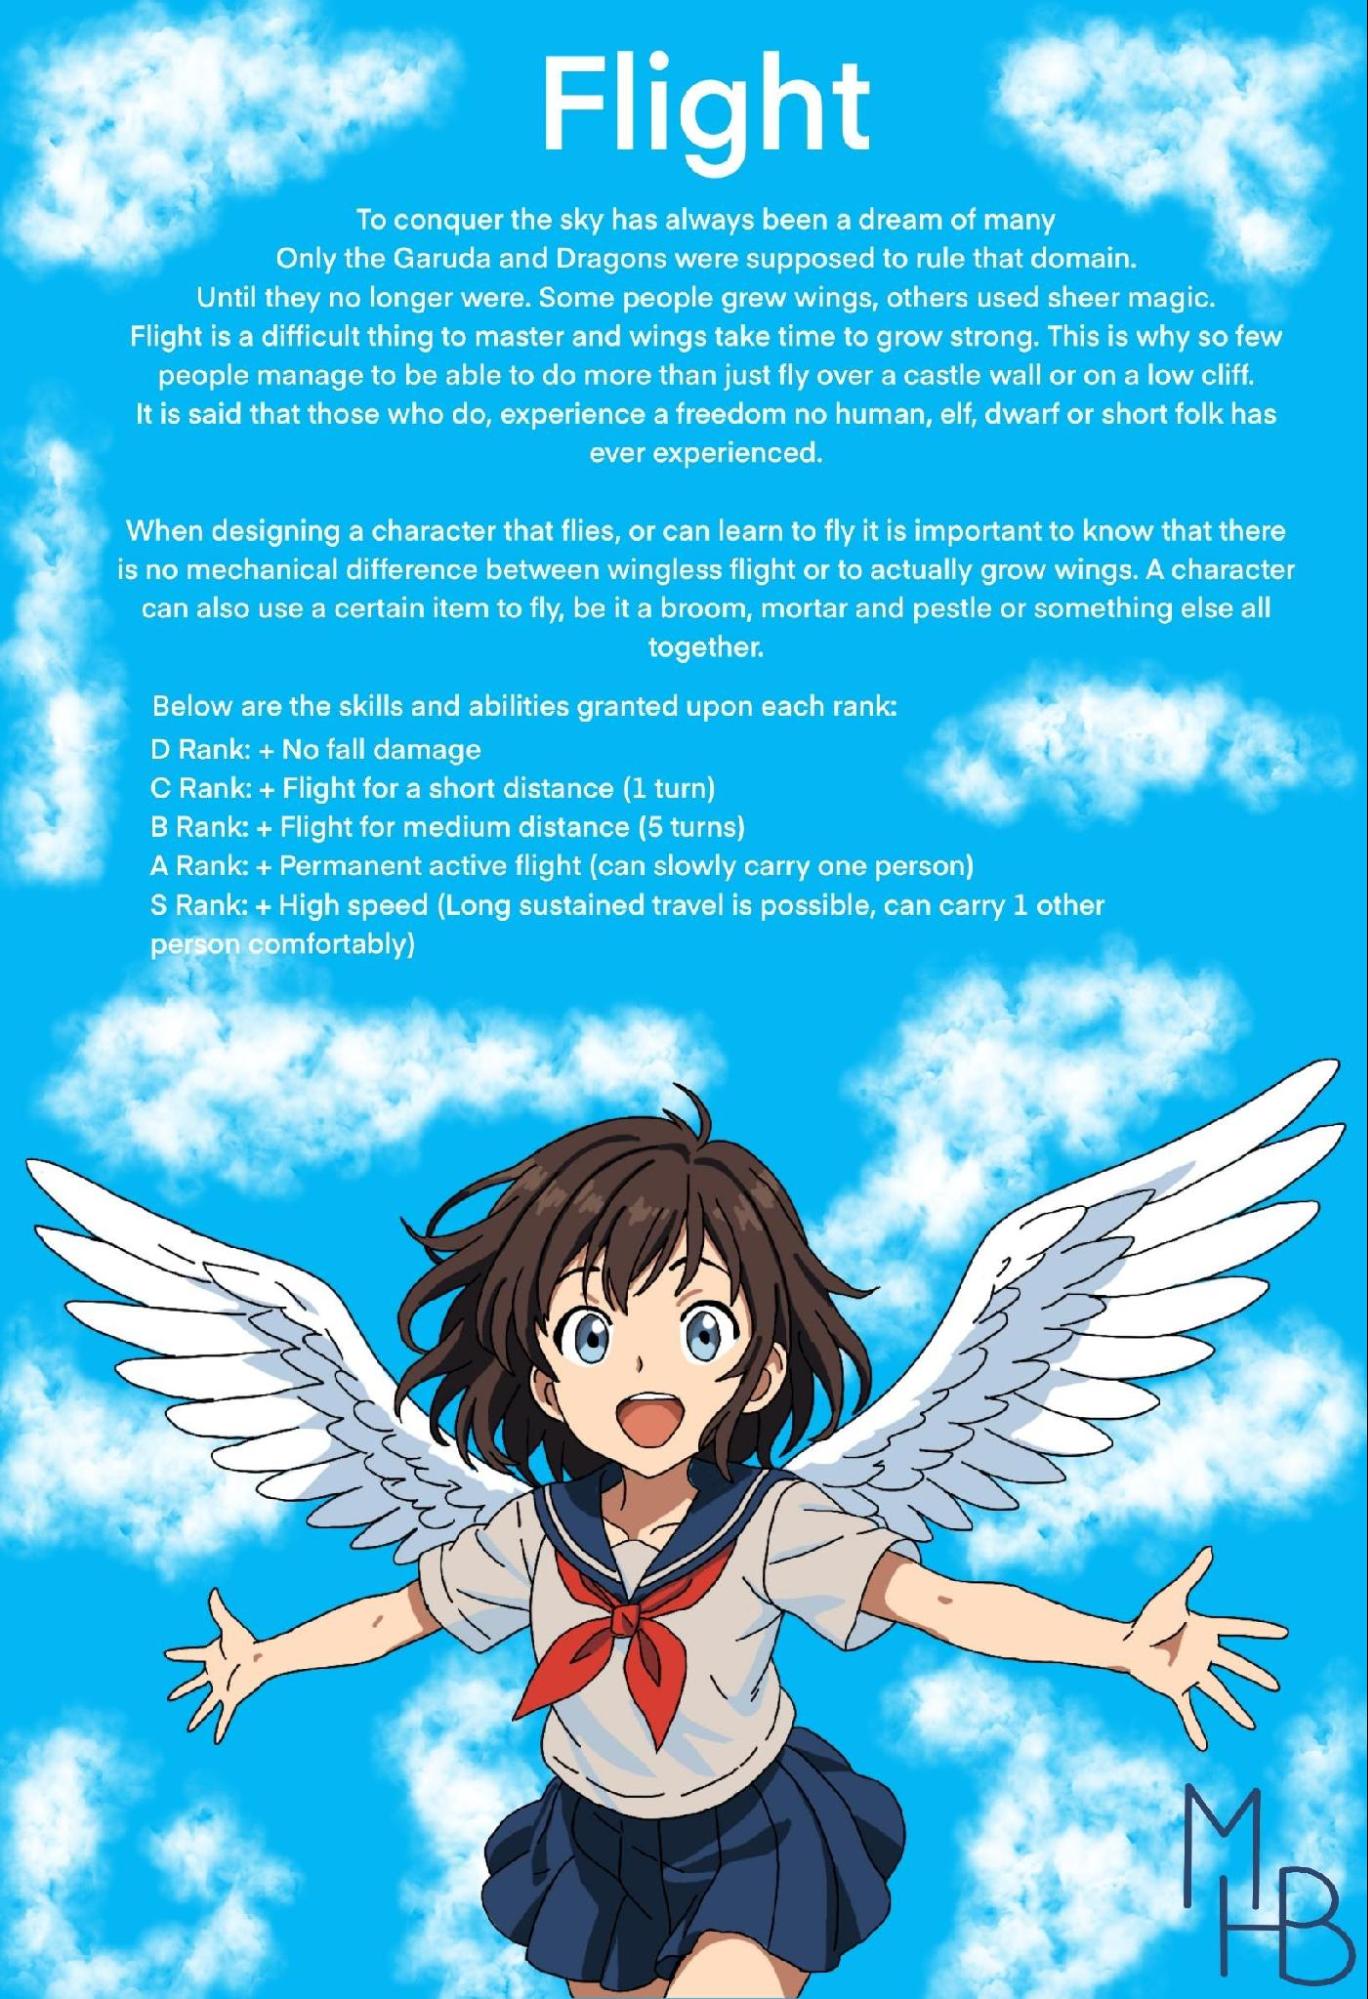 Flight
To conquer the sky has always been a dream of many
Only the Garuda and Dragons were supposed to rule that domain.
Until they no longer were. Some people grew wings, others used sheer magic.
Flight is a difficult thing to master and wings take time to grow strong. This is why so few
people manage to be able to do more than just fly over a castle wall or on a low cliff.
It is said that those who do, experience a freedom no human, elf, dwarf or short folk has
ever experienced.
When designing a character that flies, or can learn to fly it is important to know that there
is no mechanical difference between wingless flight or to actually grow wings. A character
can also use a certain item to fly, be it a broom, mortar and pestle or something else all
together.
Below are the skills and abilities granted upon each rank:
D Rank: + No fall damage
C Rank: + Flight for a short distance (1 turn)
B Rank: + Flight for medium distance (5 turns)
A Rank: + Permanent active flight (can slowly carry one person)
S Rank: + High speed (Long sustained travel is possible, can carry 1 other
person comfortably)
MHB